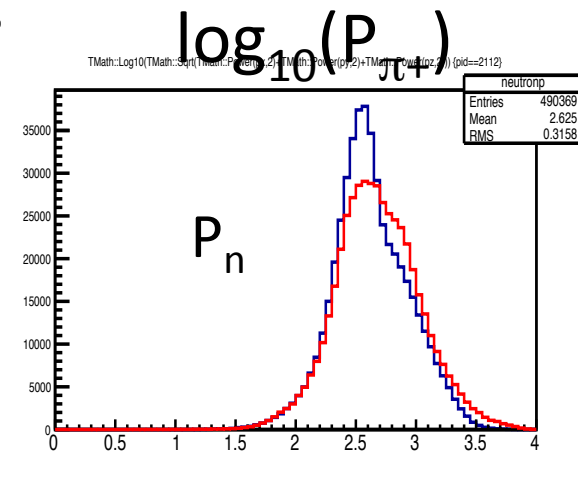 log10(Pπ+)
TMath::Log10(TMath::Sqrt(TMath::Power(px,2)+TMath::Power(py,2)+TMath::Power(pz,2))) {pid==2112}
neutronp
Entries 490369
Mean 2.625
RMS 0.3158
Pn
35000
30000
25000
20000
15000
10000
5000
0
0 0.5 1 1.5 2 2.5 3 3.5 4